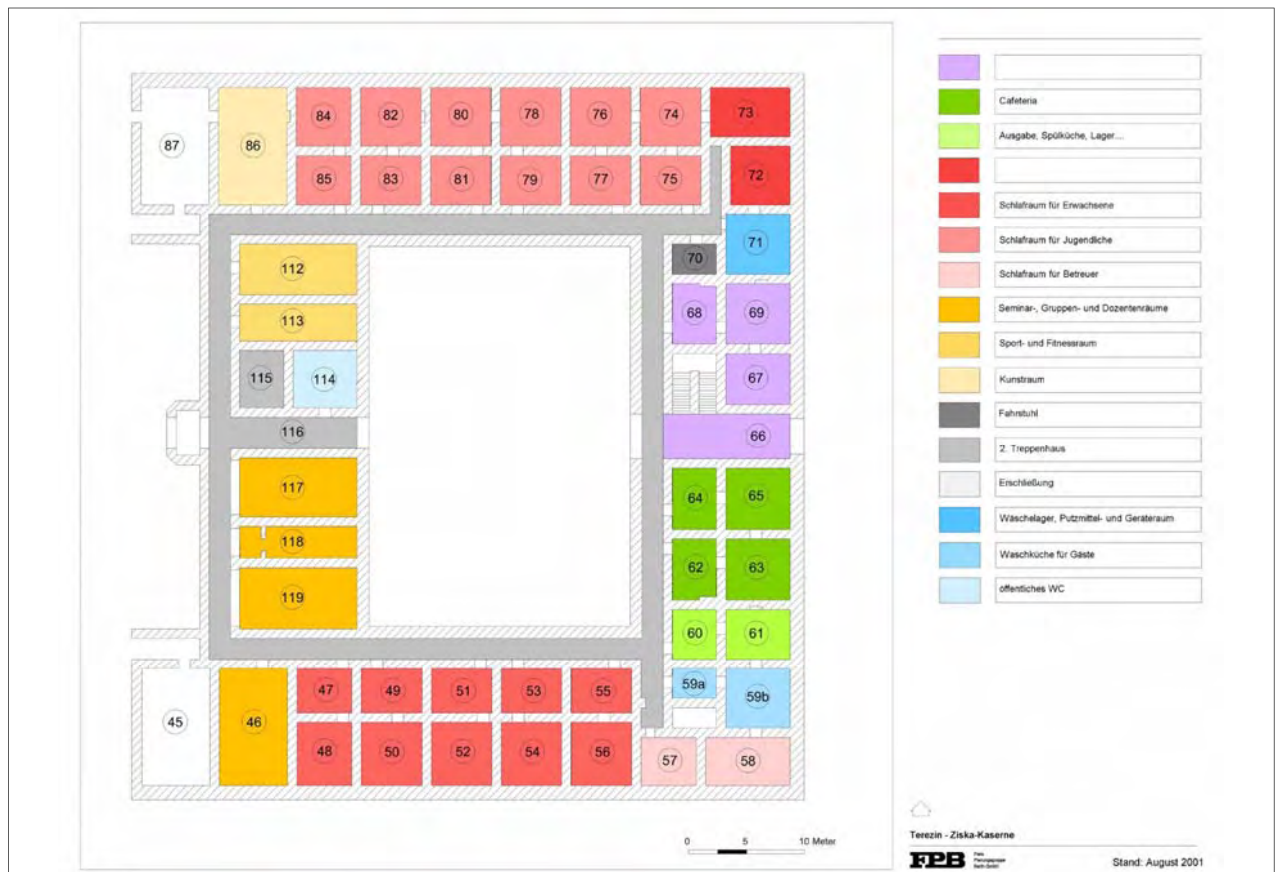 84 82 80 78 76 74 73
87 86
85 83 81 79 77 75 72
71
70
112
113
68 69
115 114 67
116 66
117 64 65
118
119 62 63
60 61
59a 59b
47 49 51 53 55
45 46
48 50 52 54 56
57 58
0 5 10 Meter
Cafeteria
Ausgabe, Spülküche, Lager....
Schlafraum für Erwachsene
Schlafraum für Jugendliche
Schlafraum für Betreuer
Seminar-, Gruppen- und Dozentenräume
Sport- und Fitnessraum
Kunstraum
Fahrstuhl
2. Treppenhaus
Erschließung
Wäschelager, Putzmittel- und Geräteraum
Waschküche für Gäste
öffentliches WC
Terezin - Ziska-Kaserne
FPB
Stand: August 2001